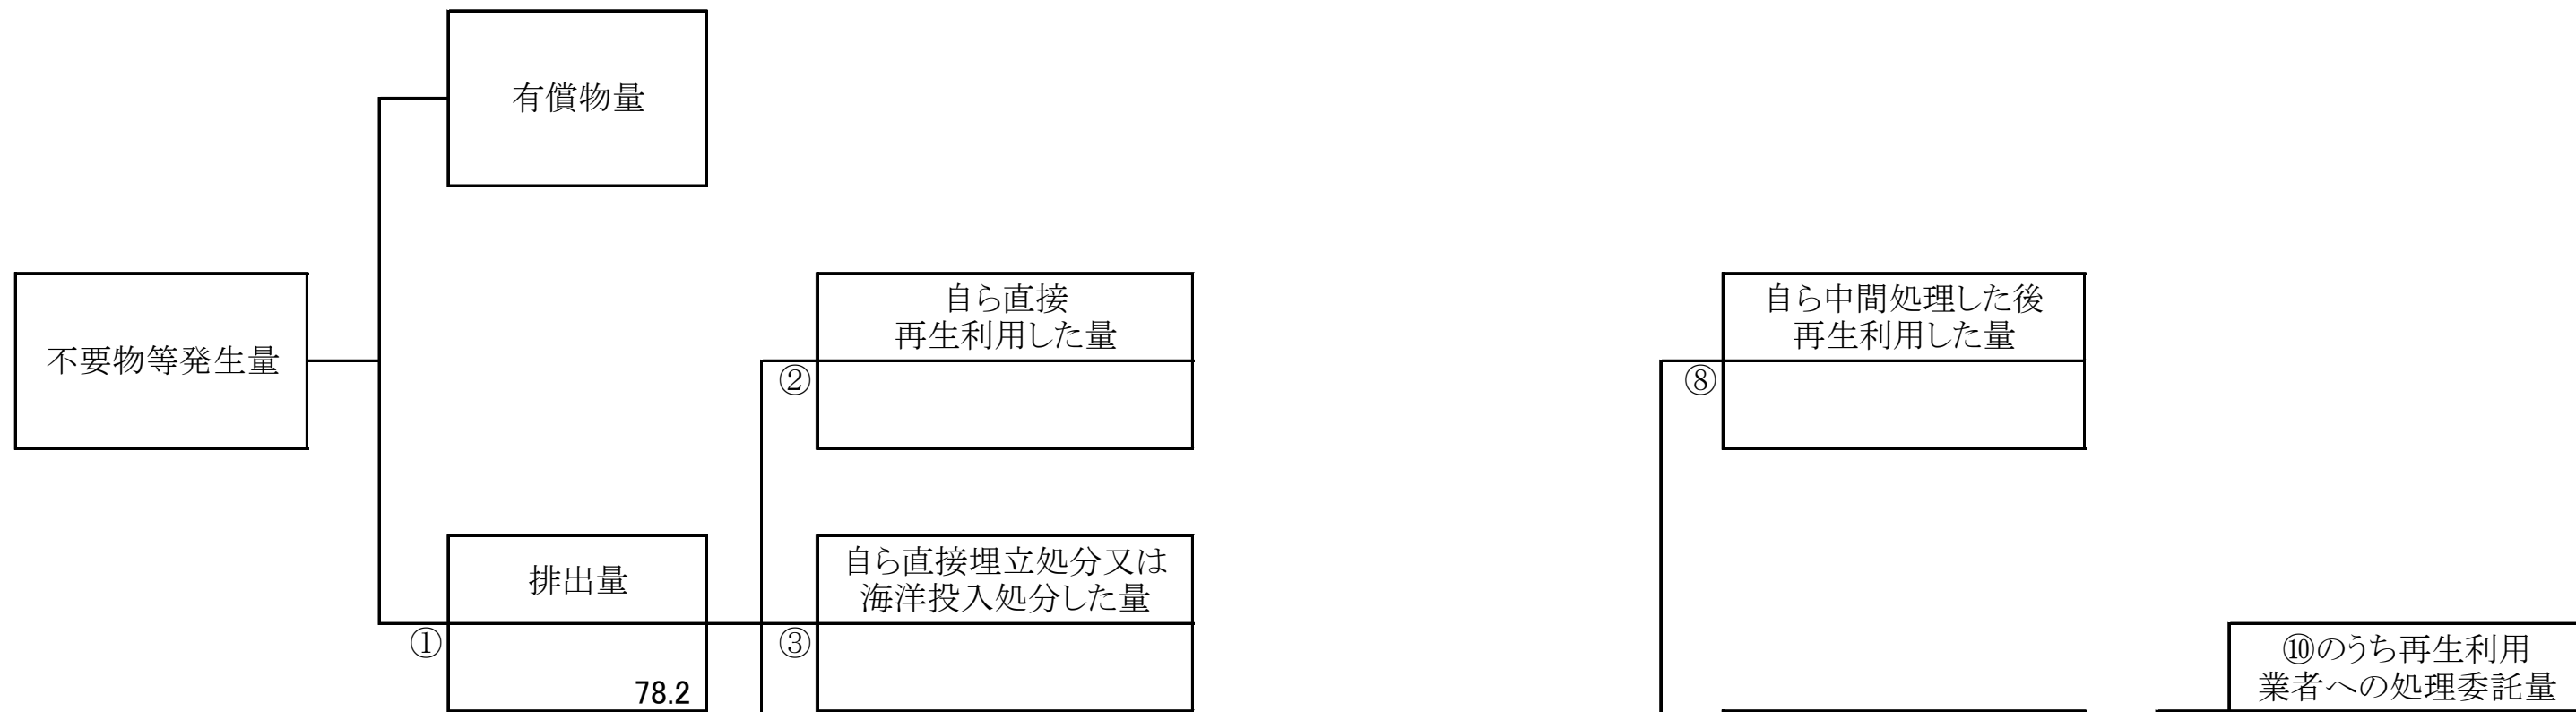 有償物量
不要物等発生量
自ら直接
再生利用した量
②
自ら中間処理した後
再生利用した量
⑧
排出量
①
78.2
自ら直接埋立処分又は
海洋投入処分した量
③
⑩のうち再生利用
業者への処理委託量